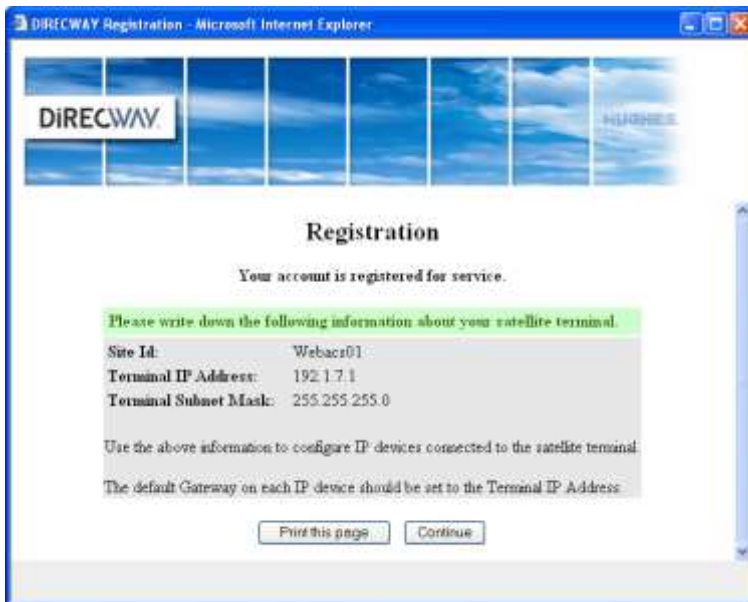 DIRECWAY Registration - Microsoft Internet Explorer
DiRECWAY
HUGHES
Registration
Your account is registered for service.
Please write down the following information about your satellite terminal.
Site Id: Webacs01
Terminal IP Address: 192.1.7.1
Terminal Subnet Mask: 255.255.255.0
Use the above information to configure IP devices connected to the satellite terminal
The default Gateway on each IP device should be set to the Terminal IP Address
Print this page Continue